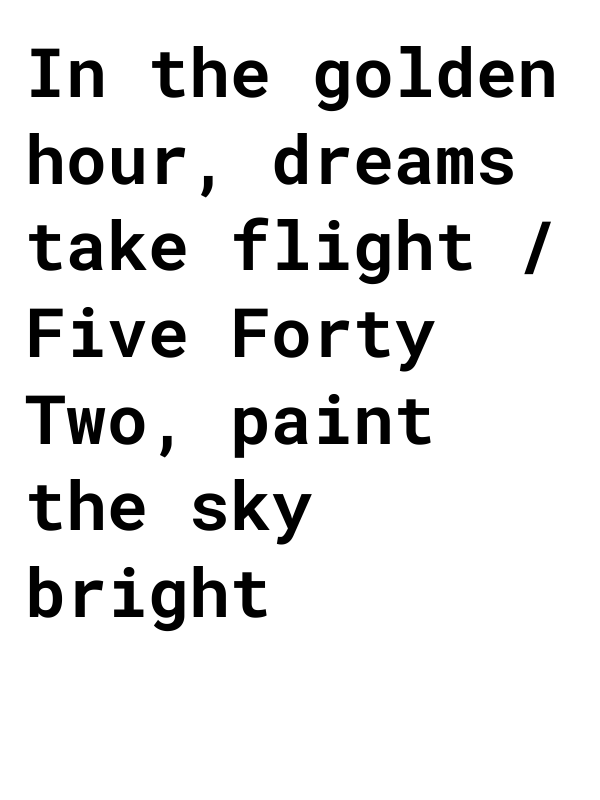 In the golden
hour, dreams
take flight /
Five Forty
Two, paint
the sky
bright